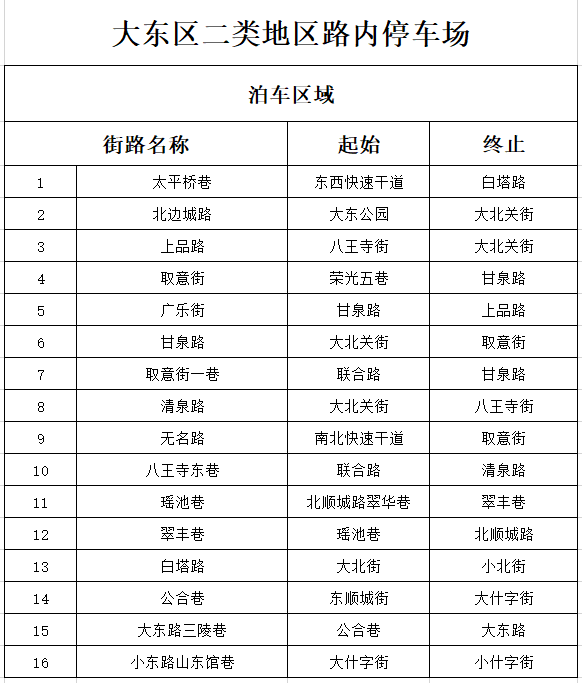 大东区二类地区路内停车场
泊车区域
街路名称 起始 终止
1 太平桥巷 东西快速干道 白塔路
2 北边城路 大东公园 大北关街
3 上品路 八王寺街 大北关街
4 取意街 荣光五巷 甘泉路
5 广乐街 甘泉路 上品路
6 甘泉路 大北关街 取意街
7 取意街一巷 联合路 甘泉路
8 清泉路 大北关街 八王寺街
9 无名路 南北快速干道 取意街
10 八王寺东巷 联合路 清泉路
11 瑶池巷 北顺城路翠华巷 翠丰巷
12 翠丰巷 瑶池巷 北顺城路
13 白塔路 大北街 小北街
14 公合巷 东顺城街 大什字街
15 大东路三陵巷 公合巷 大东路
16 小东路山东馆巷 大什字街 小什字街